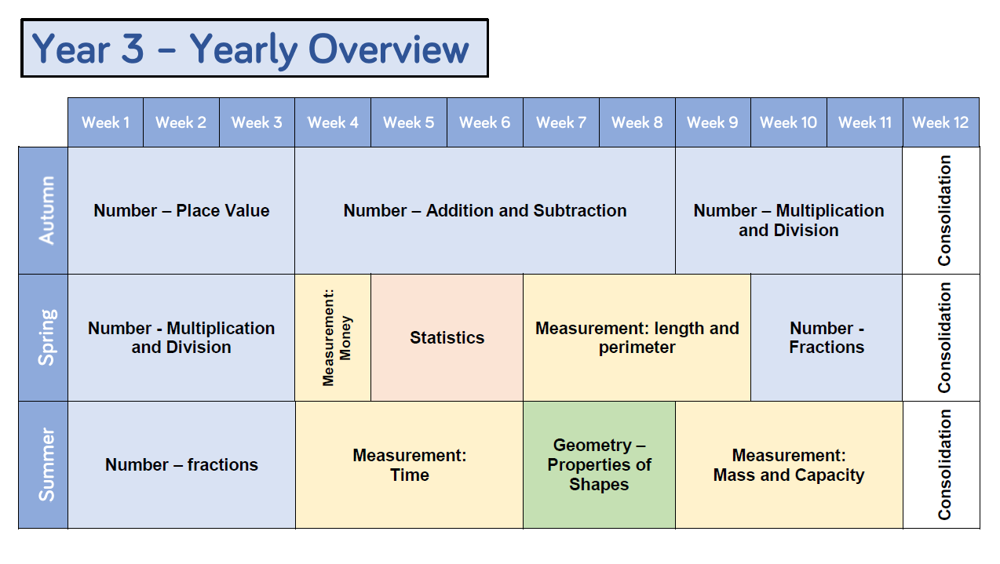 Year 3 – Yearly Overview
Week 1 Week 2 Week 3 Week 4 Week 5 Week 6 Week 7 Week 8 Week 9 Week 10 Week 11 Week 12
Autumn
Number – Place Value
Number – Addition and Subtraction
Number – Multiplication
and Division
Consolidation
Spring
Number - Multiplication
and Division
Measurement:
Money
Statistics
Measurement: length and
perimeter
Number -
Fractions
Consolidation
Summer
Number – fractions
Measurement:
Time
Geometry –
Properties of
Shapes
Measurement:
Mass and Capacity
Consolidation